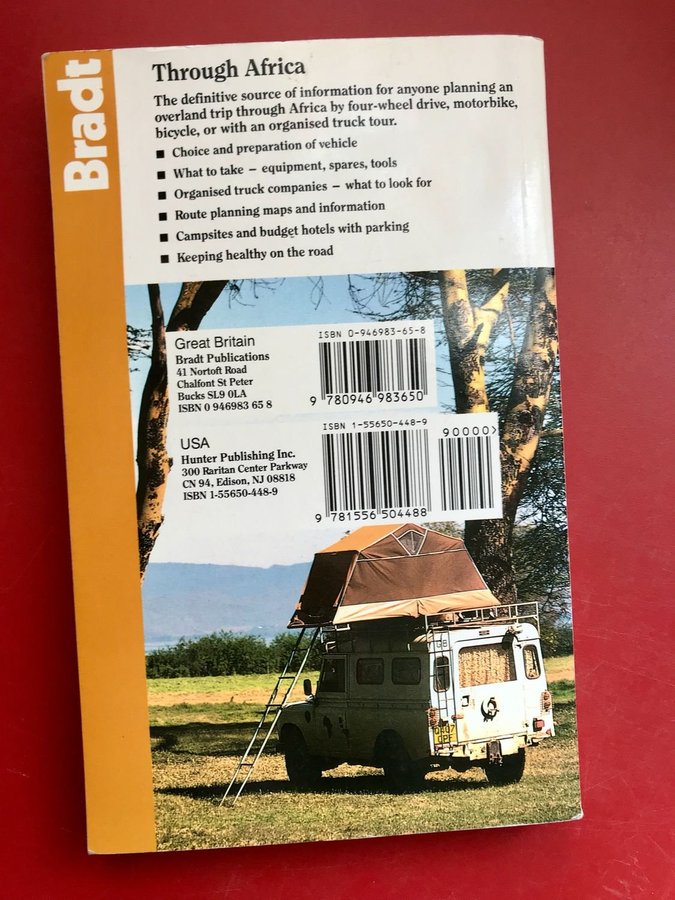 Bradt
Through Africa
The definitive source of information for anyone planning an
overland trip through Africa by four-wheel drive, motorbike,
bicycle, or with an organised truck tour.
■ Choice and preparation of vehicle
■ What to take – equipment, spares, tools
■ Organised truck companies – what to look for
■ Route planning maps and information
■ Campsites and budget hotels with parking
■ Keeping healthy on the road
Great Britain
Bradt Publications
41 Nortoft Road
Chalfont St Peter
Bucks SL9 0LA
ISBN 0 946983 65 8
ISBN 0-946983-65-8
9 780946 983650
USA
Hunter Publishing Inc.
300 Raritan Center Parkway
CN 94, Edison, NJ 08818
ISBN 1-55650-448-9
ISBN 1-55650-448-9
90000>
9 781556 504488
GB